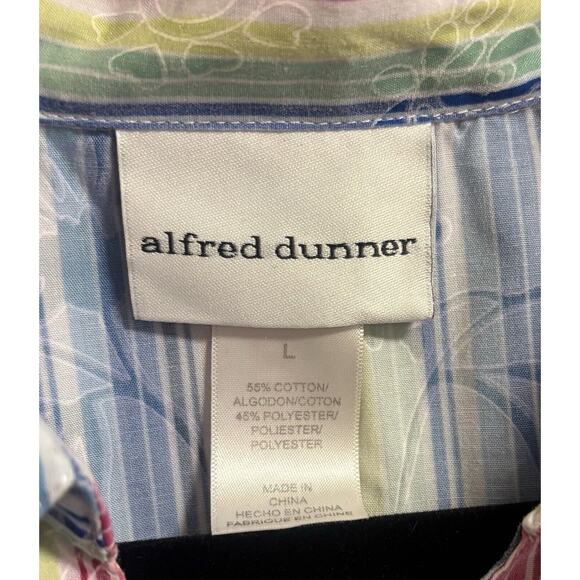 alfred dunner
L
55% COTTON/
ALGODON/COTON
45% POLYESTER/
POLIESTER/
POLYESTER
MADE IN
CHINA
HECHO EN CHINA
FABRIQUE EN CHINE